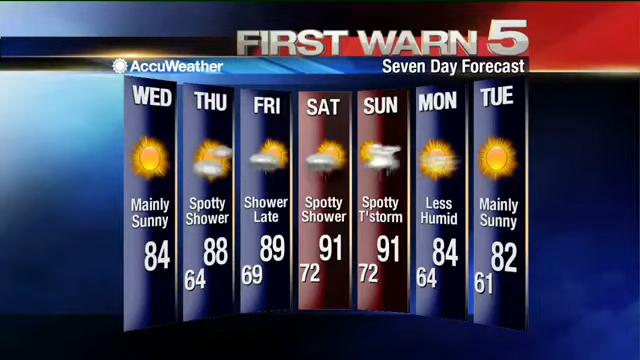 FIRST WARN 5
AccuWeather
Seven Day Forecast
WED THU FRI SAT SUN MON TUE
Mainly Spotty Shower Spotty Spotty Less Mainly
Sunny Shower Late Shower T'storm Humid Sunny
84 88 89 91 91 84 82
64 69 72 72 64 61